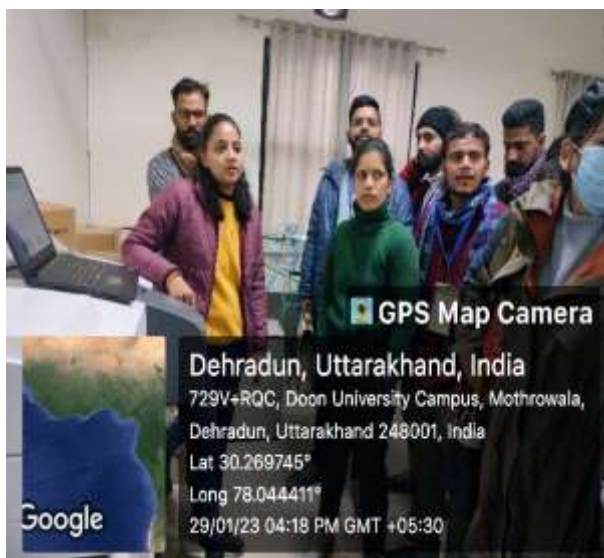 GPS Map Camera
Dehradun, Uttarakhand, India
729V+RQC, Doon University Campus, Mothrowala,
Dehradun, Uttarakhand 248001, India
Lat 30.269745°
Long 78.044411°
29/01/23 04:18 PM GMT +05:30
Google